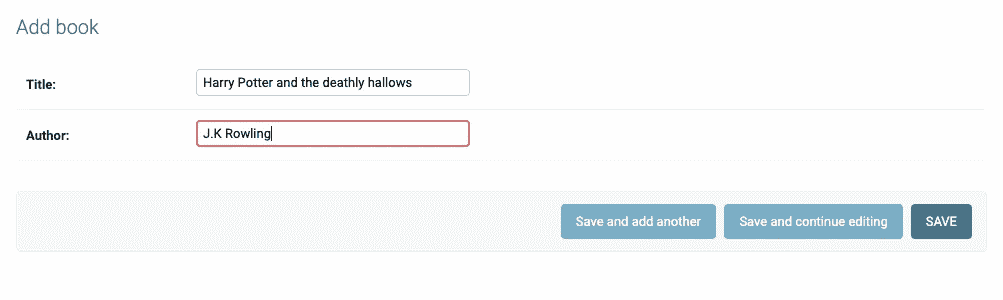 Add book
Title: Harry Potter and the deathly hallows
Author: J.K Rowling
Save and add another Save and continue editing SAVE